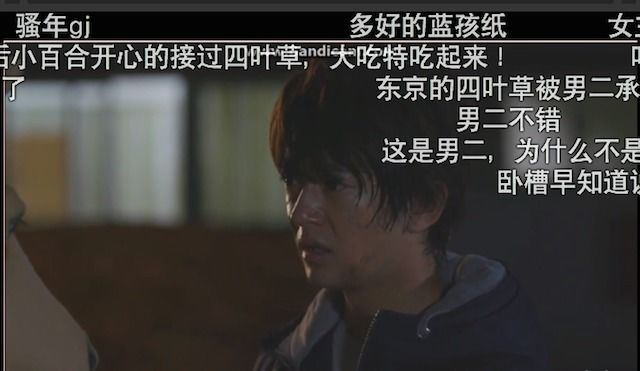 骚年gj 多好的蓝孩纸 女
后小百合开心的接过四叶草，大吃特吃起来！
了 东京的四叶草被男二承
男二不错
这是男二，为什么不是
卧槽早知道